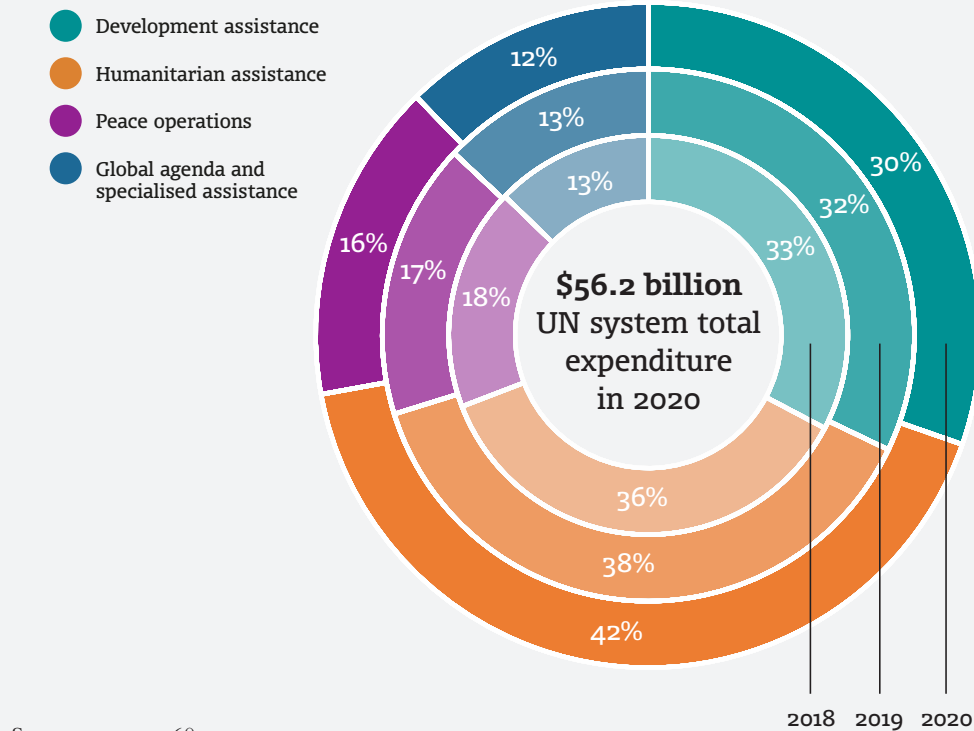 Development assistance
Humanitarian assistance
Peace operations
Global agenda and
specialised assistance
12%
13%
13%
30%
32%
33%
16%
17%
18%
$56.2 billion
UN system total
expenditure
in 2020
36%
38%
42%
2018 2019 2020